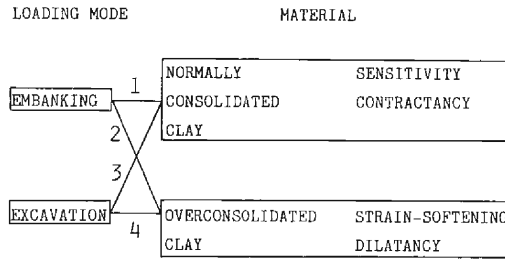 LOADING MODE MATERIAL
NORMALLY SENSITIVITY
EMBANKING 1 CONSOLIDATED CONTRACTANCY
2 CLAY
3
EXCAVATION 4 OVERCONSOLIDATED STRAIN-SOFTENING
CLAY DILATANCY